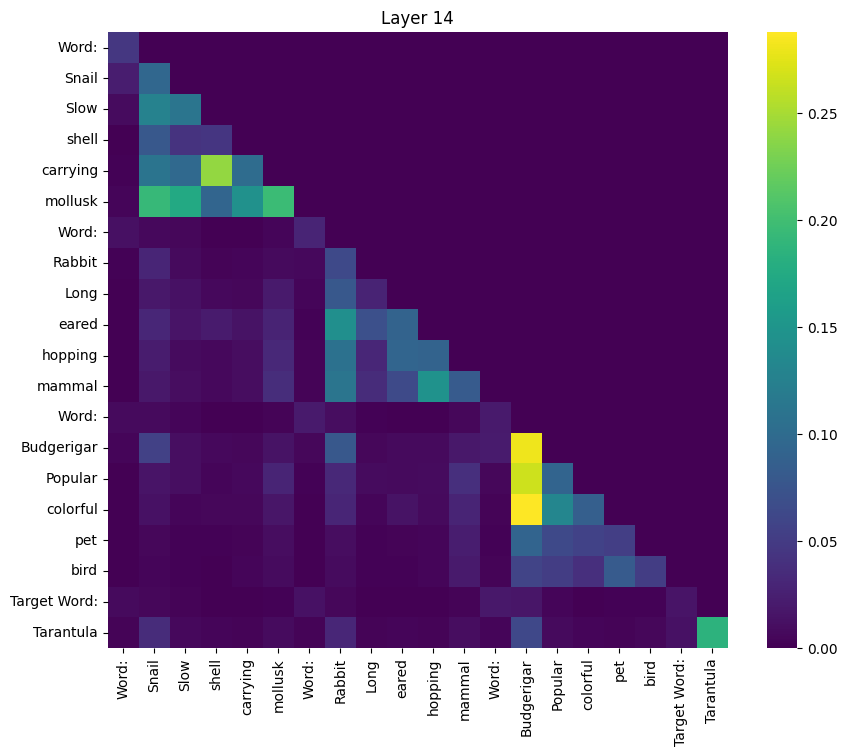 Layer 14
Word:
Snail
Slow
shell
carrying
mollusk
Word:
Rabbit
Long
eared
hopping
mammal
Word:
Budgerigar
Popular
colorful
pet
bird
Target Word:
Tarantula
Word:
Snail
Slow
shell
carrying
mollusk
Word:
Rabbit
Long
eared
hopping
mammal
Word:
Budgerigar
Popular
colorful
pet
bird
Target Word:
Tarantula
0.25
0.20
0.15
0.10
0.05
0.00